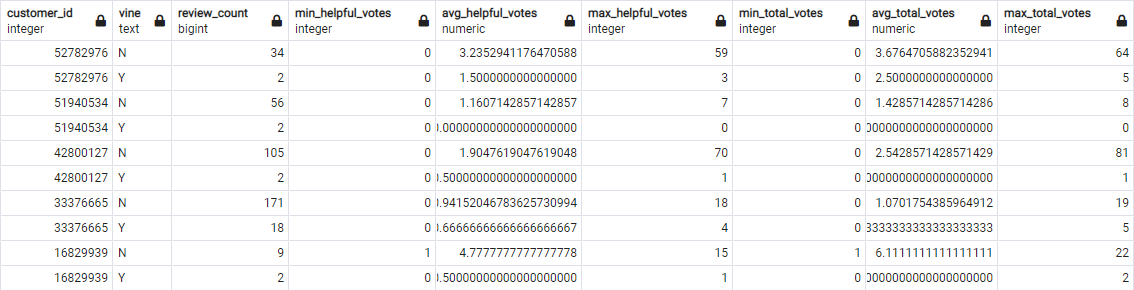 customer_id vine review_count min_helpful_votes avg_helpful_votes max_helpful_votes min_total_votes avg_total_votes max_total_votes
integer text bigint integer numeric integer integer numeric integer
52782976 N 34 0 3.2352941176470588 59 0 3.6764705882352941 64
52782976 Y 2 0 1.5000000000000000 3 0 2.5000000000000000 5
51940534 N 56 0 1.1607142857142857 7 0 1.4285714285714286 8
51940534 Y 2 0 0 0 0
42800127 N 105 0 1.9047619047619048 70 0 2.5428571428571429 81
42800127 Y 2 0 0.50000000000000000000 1 0 1
33376665 N 171 0 0.94152046783625730994 18 0 1.0701754385964912 19
33376665 Y 18 0 0.66666666666666666667 4 0 5
16829939 N 9 1 4.7777777777777778 15 1 6.1111111111111111 22
16829939 Y 2 0 0.50000000000000000000 1 0 2